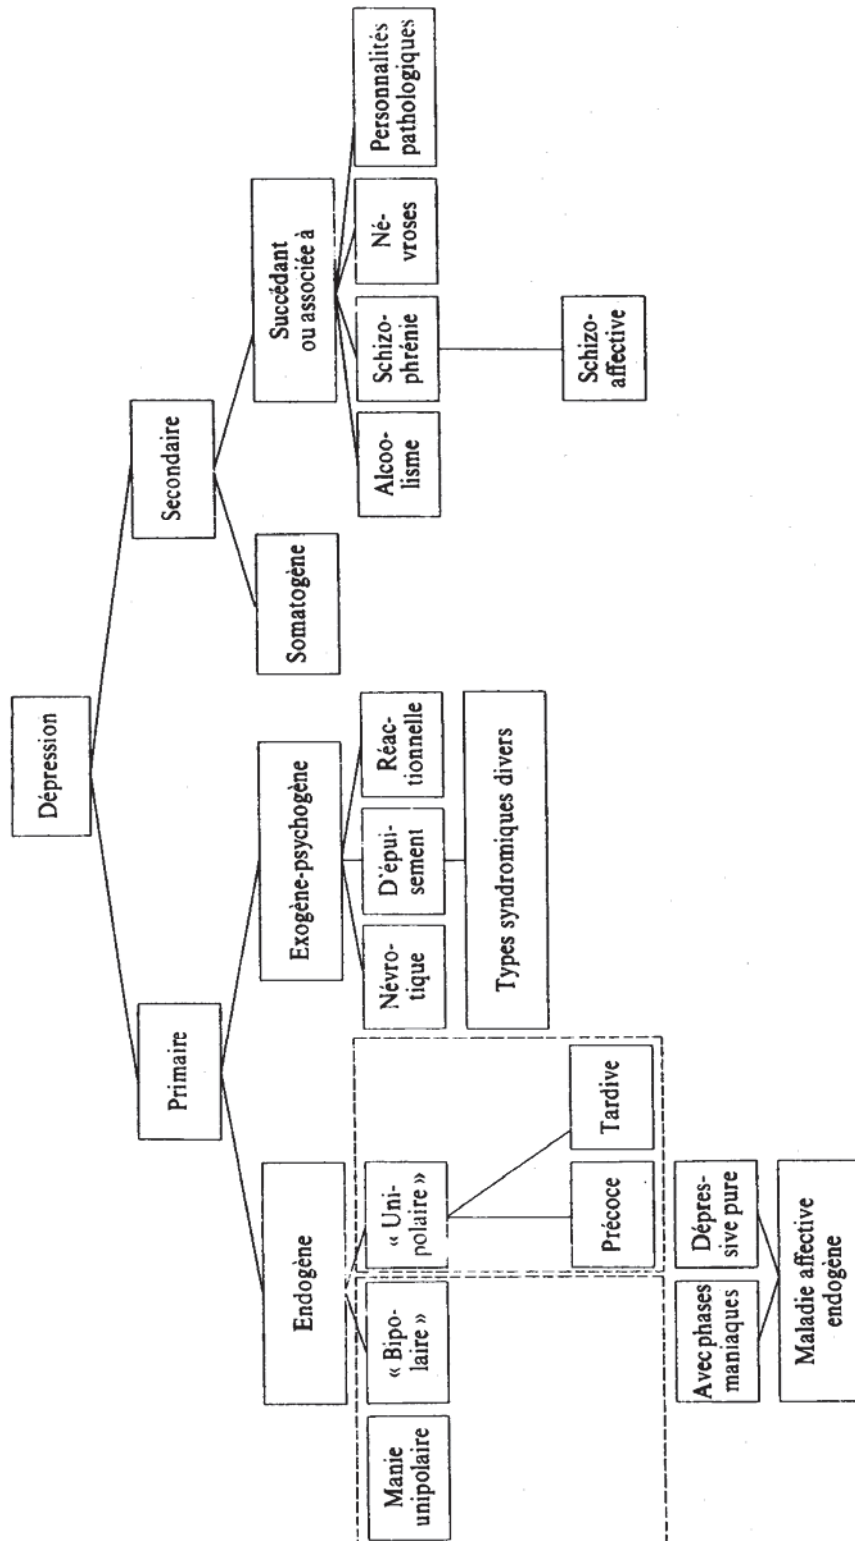 Dépression
Primaire
Secondaire
Endogène
Exogène-psychogène
Somatogène
Succédant
ou associée à
Manie
unipolaire
« Bipo-
laire »
« Uni-
polaire »
Névro-
tique
D'épui-
sement
Réac-
tionnelle
Alcoo-
lisme
Schizo-
phrénie
Né-
vroses
Personnalités
pathologiques
Types syndromiques divers
Précoce
Tardive
Schizo-
affective
Avec phases
maniaques
Dépres-
sive pure
Maladie affective
endogène